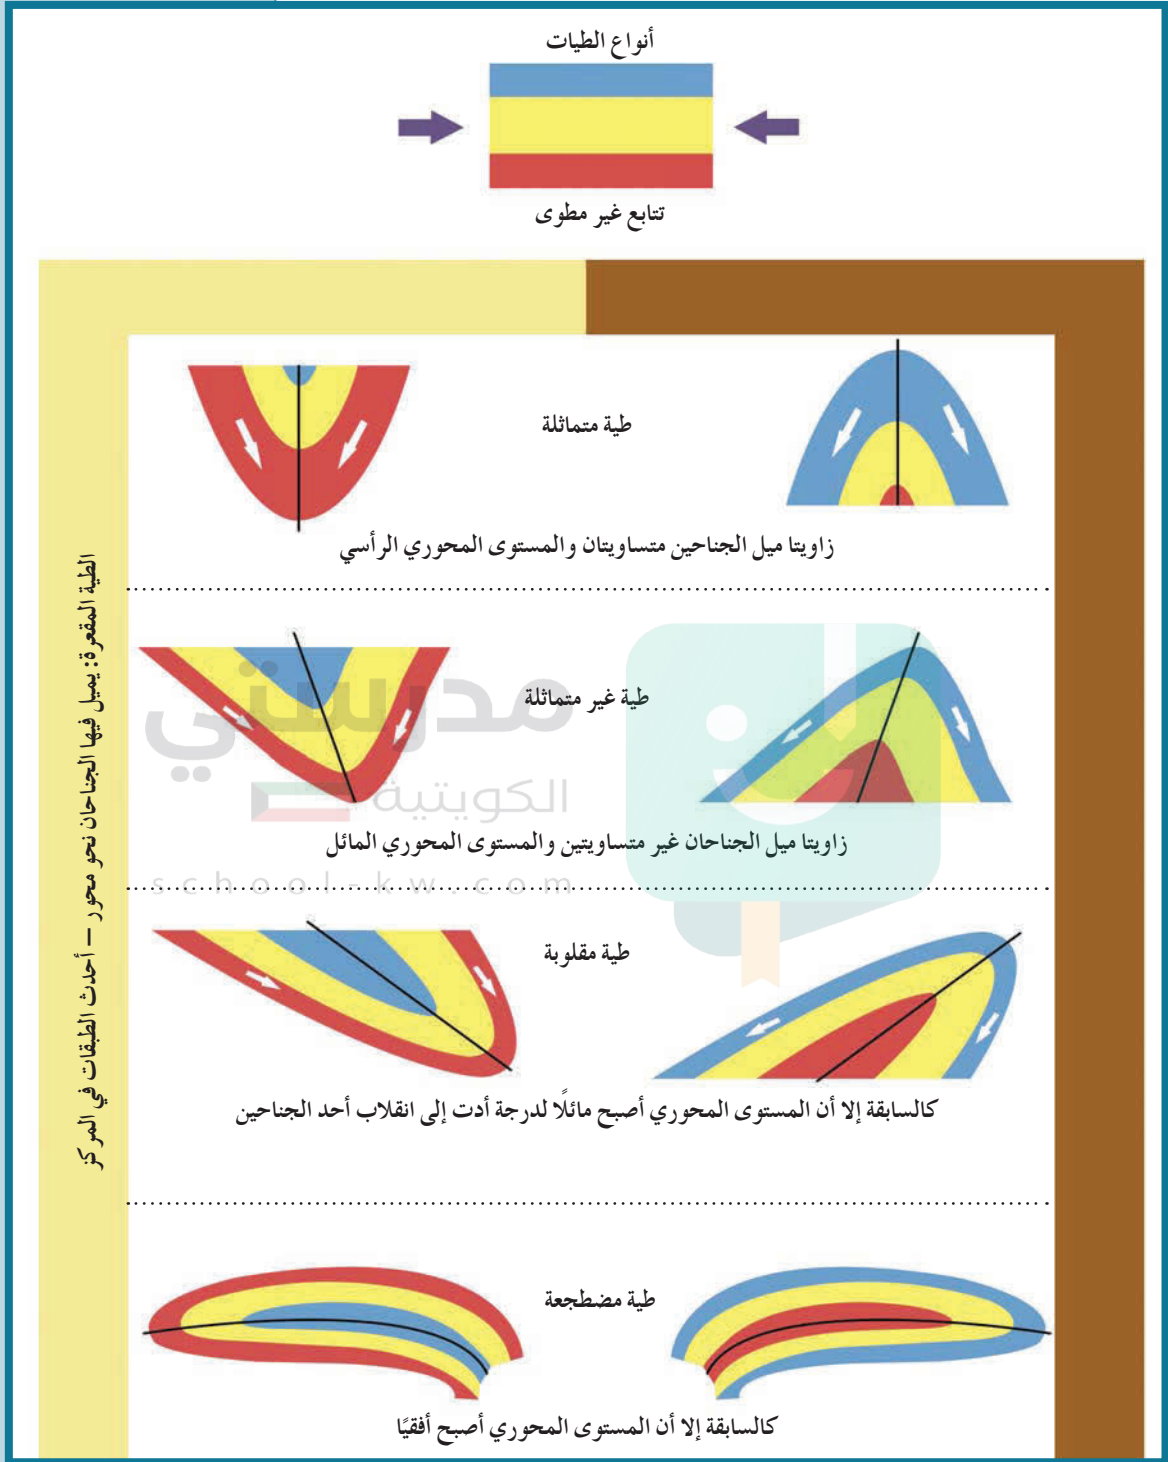 أنواع الطيات
تتابع غير مطوى
طية متماثلة
زاويتا ميل الجناحين متساويتان والمستوى المحوري الرأسي
طية غير متماثلة
زاويتا ميل الجناحان غير متساويتين والمستوى المحوري المائل
طية مقلوبة
كالسابقة إلا أن المستوى المحوري أصبح مائلًا لدرجة أدت إلى انقلاب أحد الجناحين
طية مضطجعة
كالسابقة إلا أن المستوى المحوري أصبح أفقيًا
الطية المقعرة: يميل فيها الجناحان نحو محور – أحدث الطبقات في المركز
مدرستي
الكويتية
school-kw.com